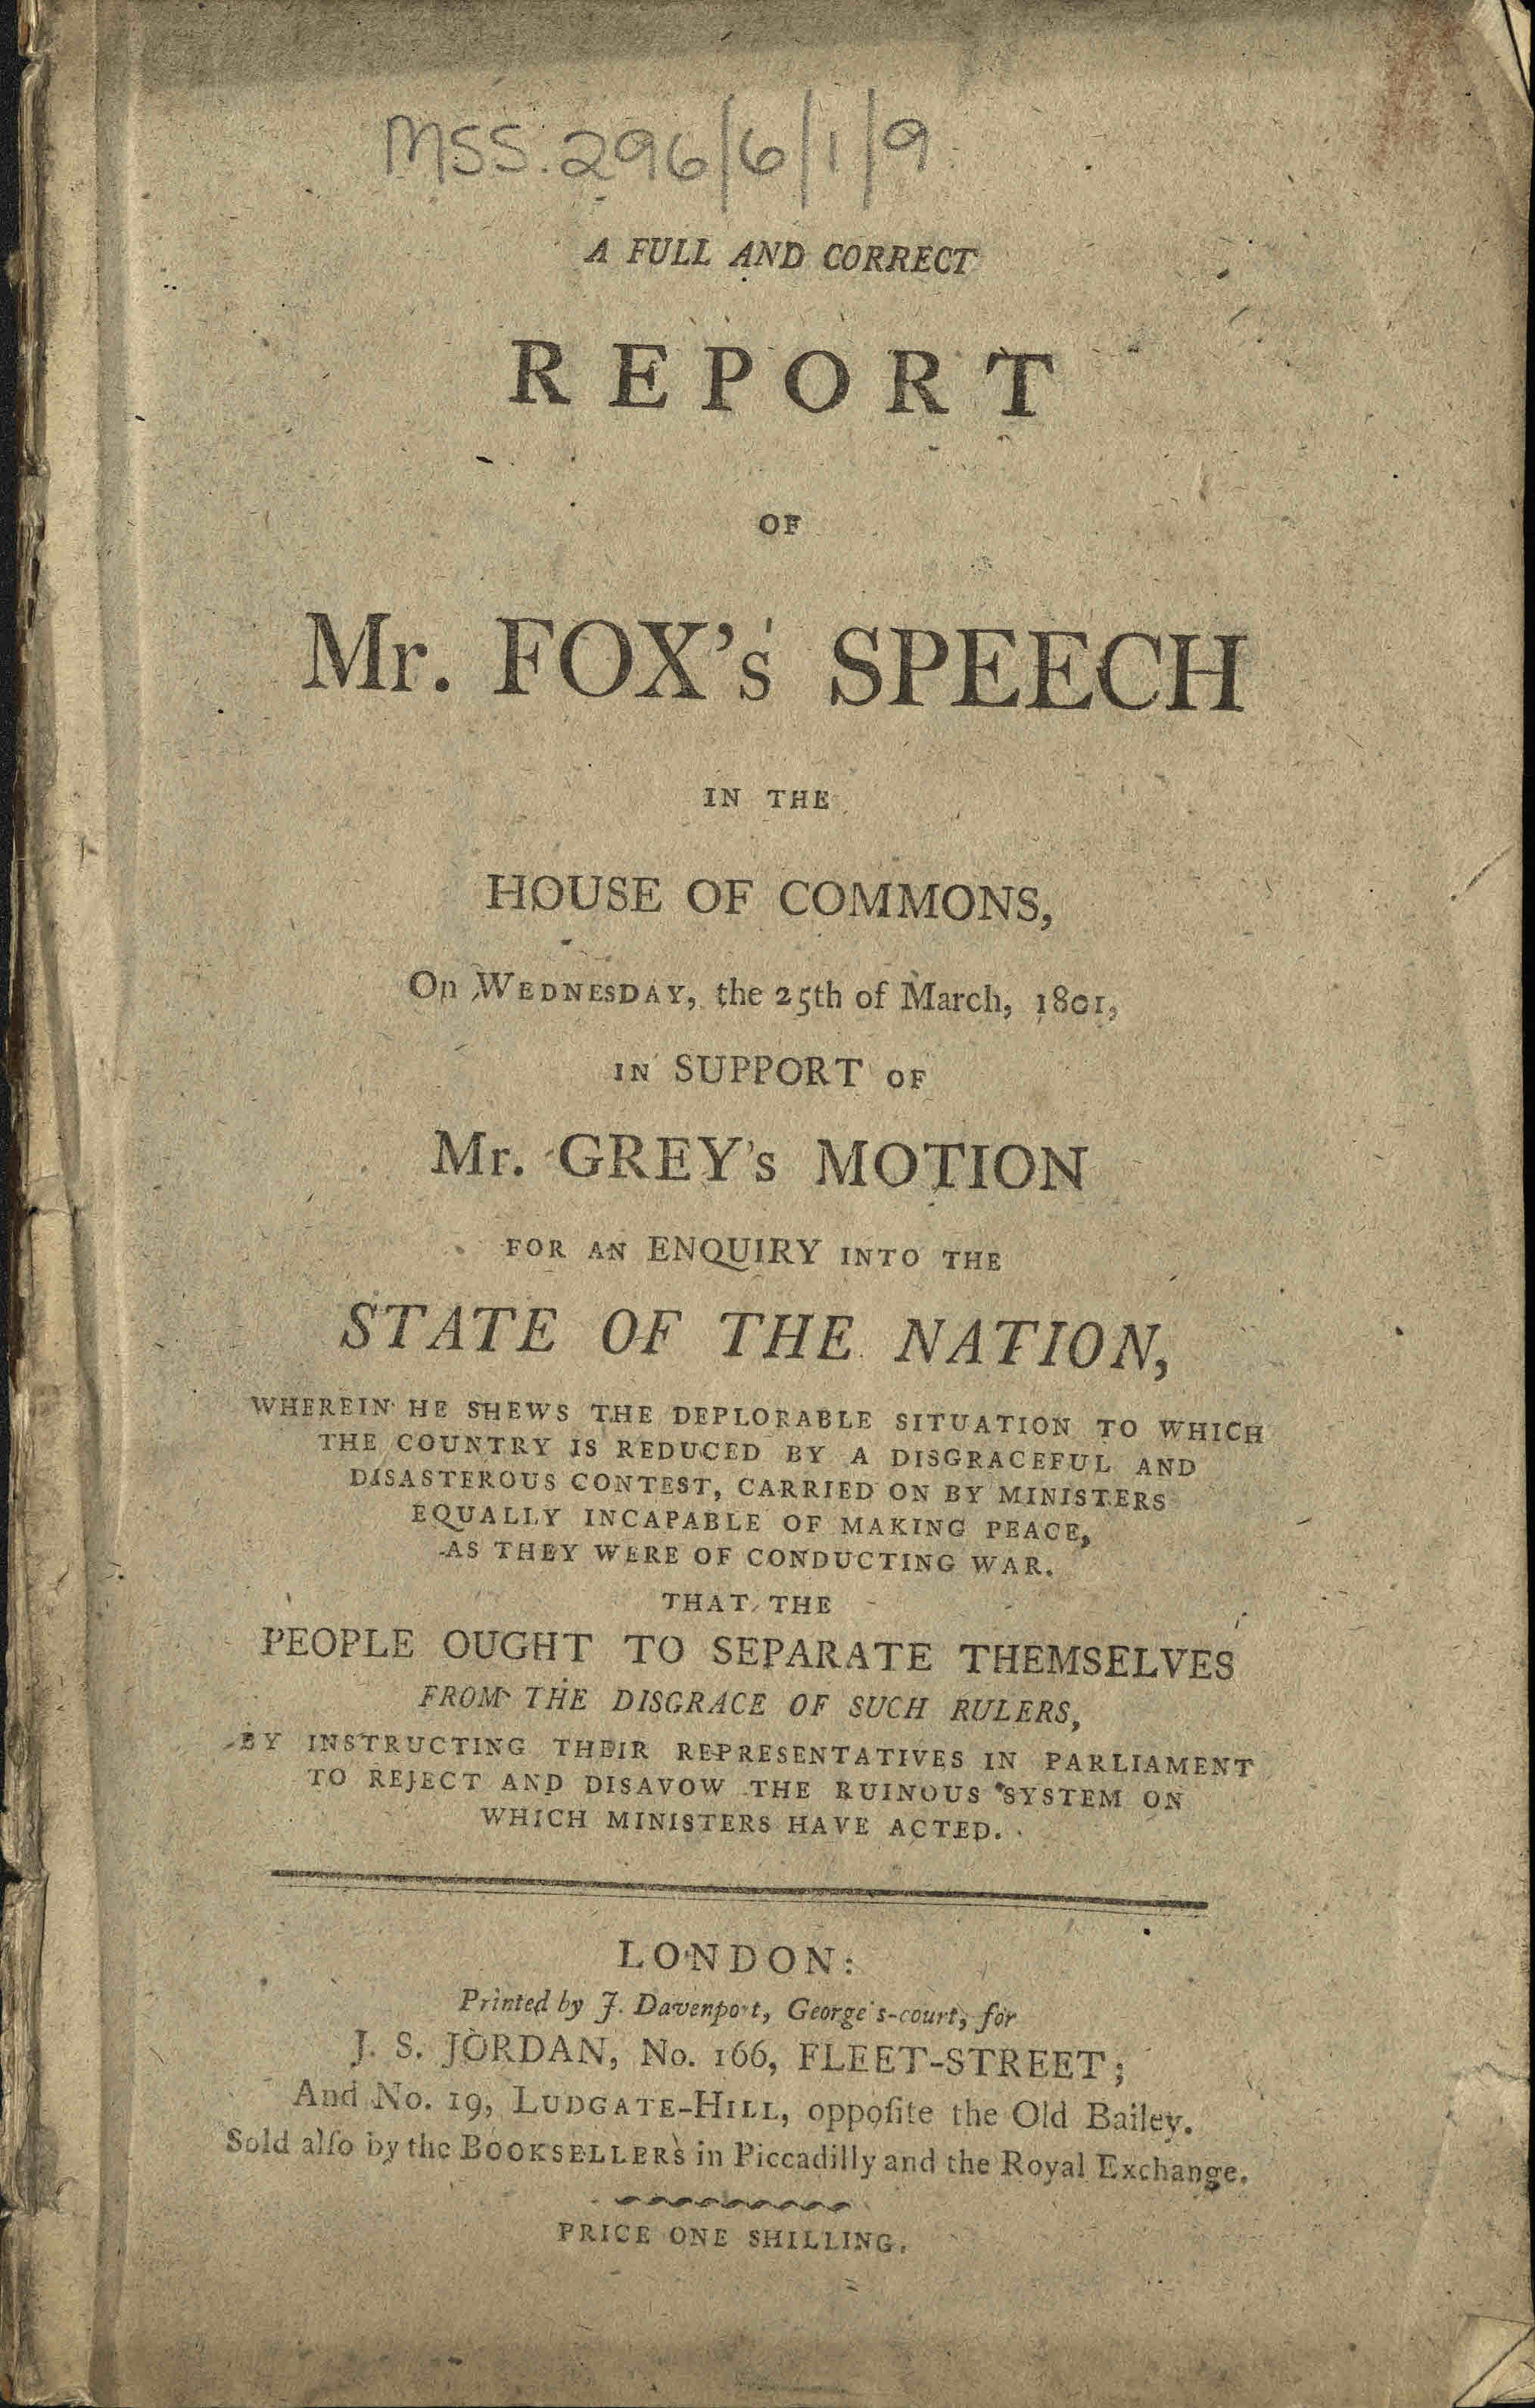 MSS. 296/6/1/9
A FULL AND CORRECT
REPORT
OF
Mr. FOX's SPEECH
IN THE
HOUSE OF COMMONS,
On WEDNESDAY, the 25th of March, 1801,
IN SUPPORT OF
Mr. GREY's MOTION
FOR AN ENQUIRY INTO THE
STATE OF THE NATION,
WHEREIN HE SHEWS THE DEPLORABLE SITUATION TO WHICH
THE COUNTRY IS REDUCED BY A DISGRACEFUL AND
DISASTEROUS CONTEST, CARRIED ON BY MINISTERS
EQUALLY INCAPABLE OF MAKING PEACE,
AS THEY WERE OF CONDUCTING WAR.
THAT THE
PEOPLE OUGHT TO SEPARATE THEMSELVES
FROM THE DISGRACE OF SUCH RULERS,
BY INSTRUCTING THEIR REPRESENTATIVES IN PARLIAMENT
TO REJECT AND DISAVOW THE RUINOUS SYSTEM ON
WHICH MINISTERS HAVE ACTED.
LONDON:
Printed by J. Davenport, George's-court, for
J. S. JORDAN, No. 166, FLEET-STREET;
And No. 19, LUDGATE-HILL, oppoſite the Old Bailey.
Sold alſo by the BOOKSELLERS in Piccadilly and the Royal Exchange.
PRICE ONE SHILLING.